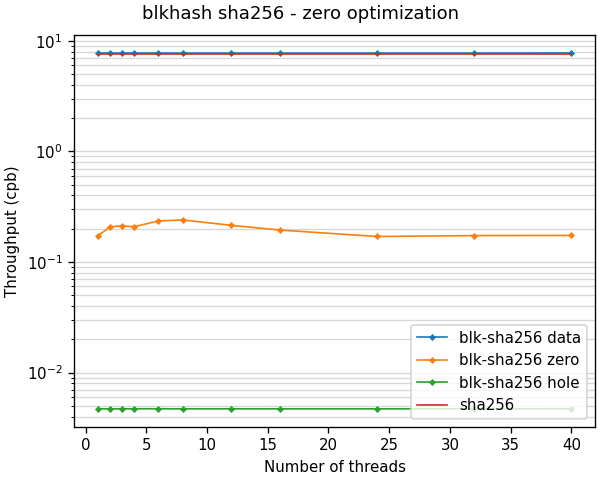 blkhash sha256 - zero optimization
Throughput (cpb)
10¹
10⁰
10⁻¹
10⁻²
blk-sha256 data
blk-sha256 zero
blk-sha256 hole
sha256
0 5 10 15 20 25 30 35 40
Number of threads